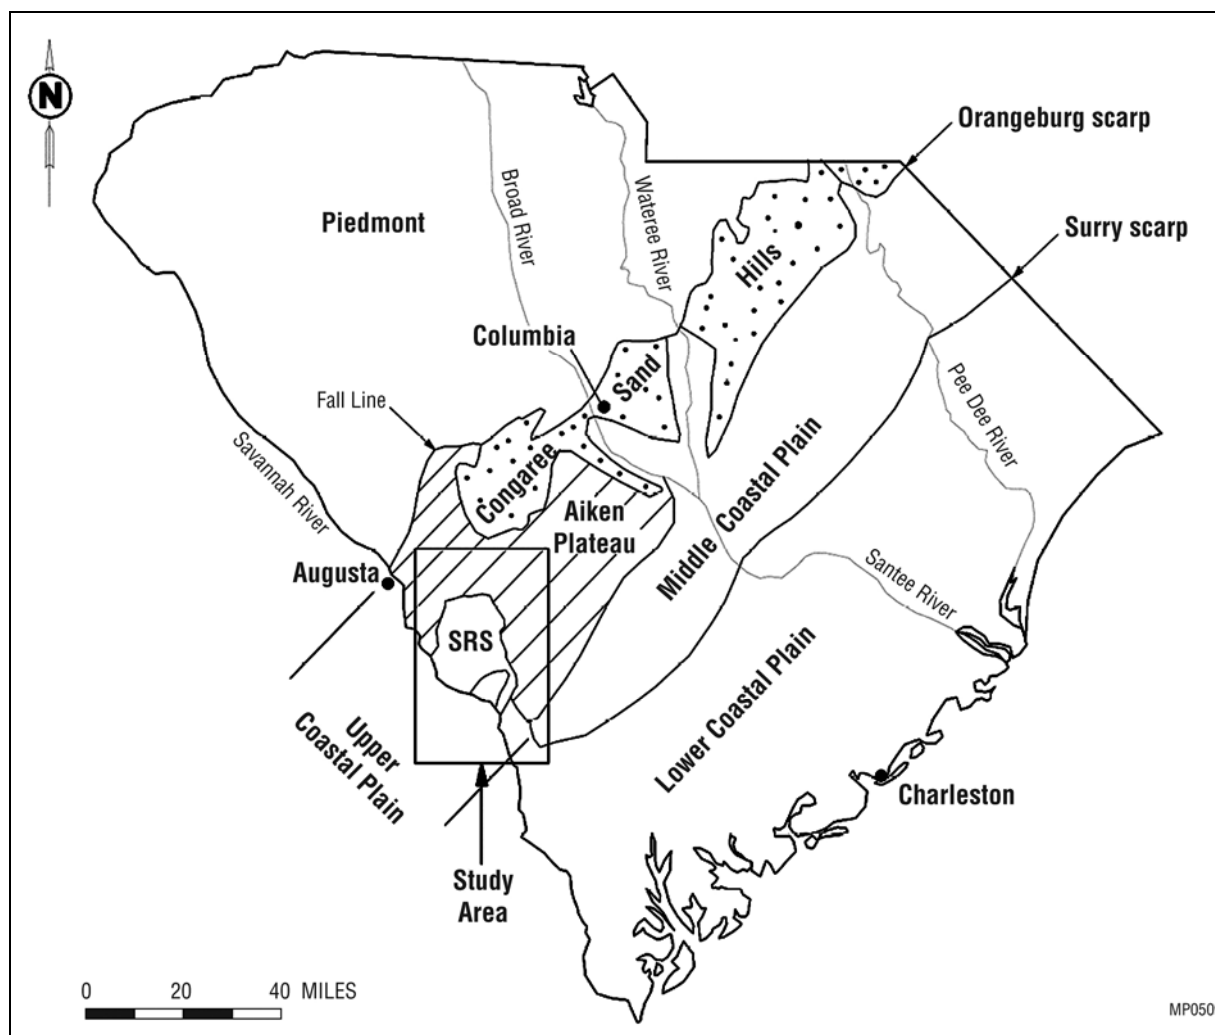 N
Orangeburg scarp
Surry scarp
Broad River
Wateree River
Piedmont
Hills
Columbia
Sand
Fall Line
Pee Dee River
Savannah River
Congaree
Aiken
Plateau
Middle Coastal Plain
Augusta
Santee River
SRS
Upper
Coastal Plain
Lower Coastal Plain
Charleston
Study
Area
0 20 40 MILES
MP050